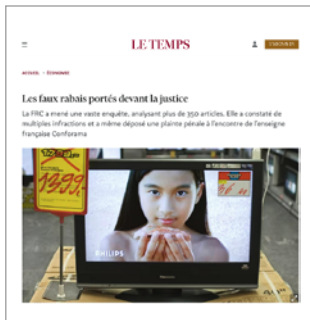 LE TEMPS
ACCUEIL
ÉCONOMIE
Les faux rabais portés devant la justice
La FRC a mené une vaste enquête, analysant plus de 350 articles. Elle a constaté de
multiples infractions et a même déposé une plainte pénale à l'encontre de l'enseigne
française Conforama
1399.-
PHILIPS